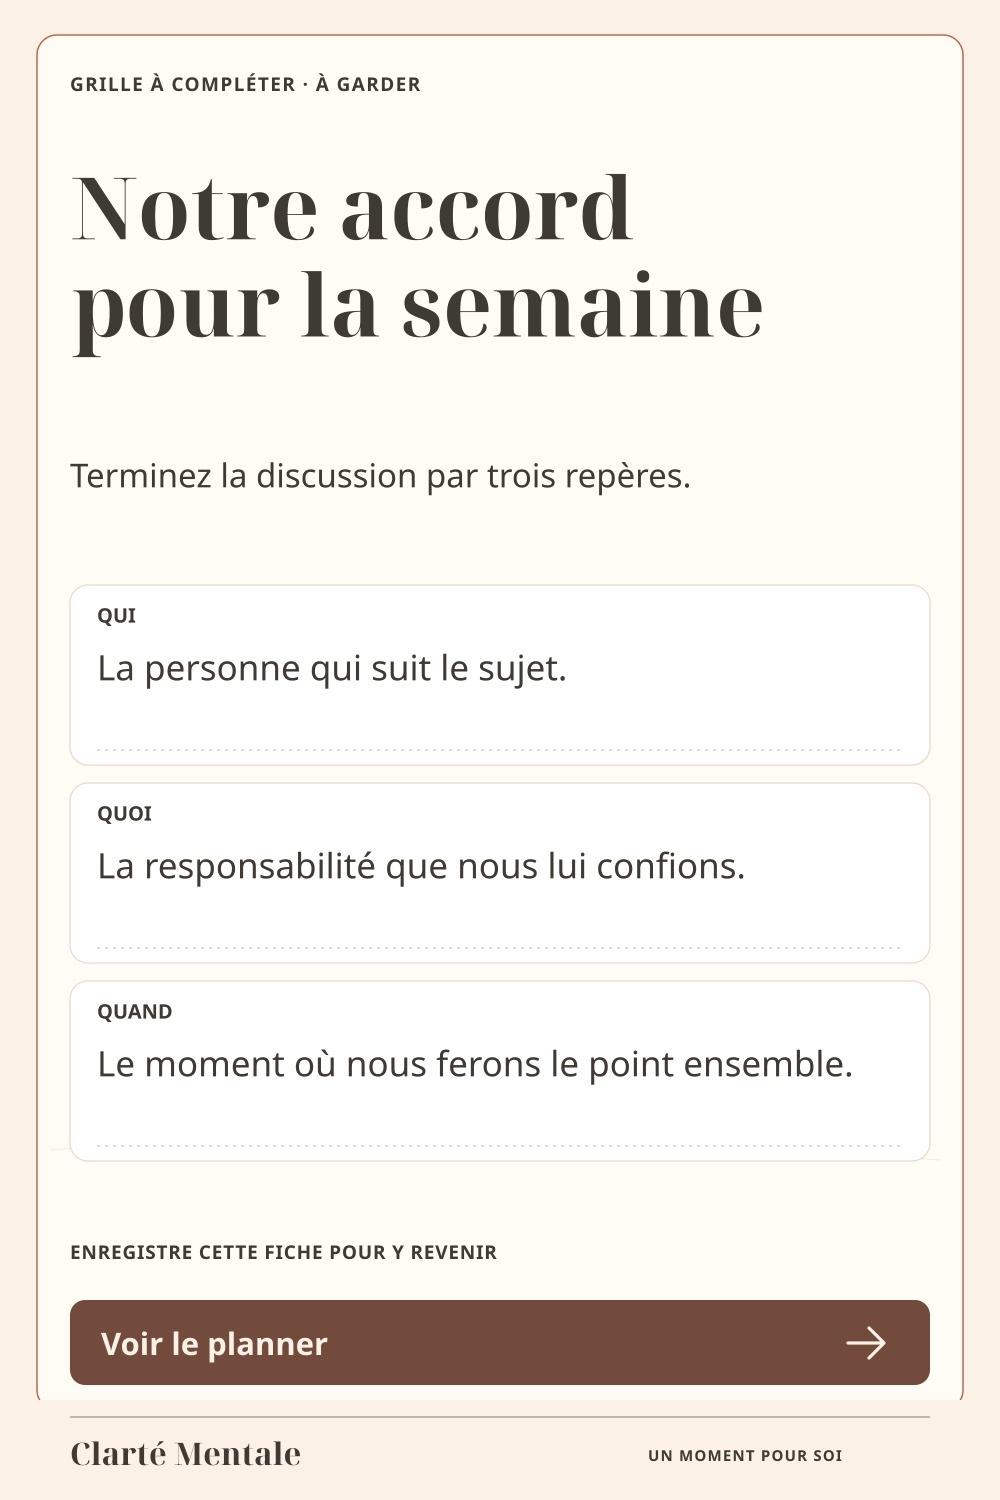 GRILLE À COMPLÉTER · À GARDER
Notre accord
pour la semaine
Terminez la discussion par trois repères.
QUI
La personne qui suit le sujet.
QUOI
La responsabilité que nous lui confions.
QUAND
Le moment où nous ferons le point ensemble.
ENREGISTRE CETTE FICHE POUR Y REVENIR
Voir le planner
Clarté Mentale
UN MOMENT POUR SOI